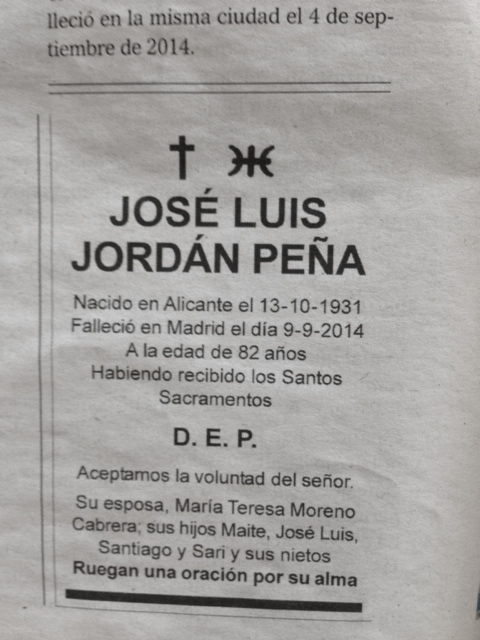 lleció en la misma ciudad el 4 de sep-
tiembre de 2014.
JOSÉ LUIS
JORDÁN PEÑA
Nacido en Alicante el 13-10-1931
Falleció en Madrid el día 9-9-2014
A la edad de 82 años
Habiendo recibido los Santos
Sacramentos
D. E. P.
Aceptamos la voluntad del señor.
Su esposa, María Teresa Moreno
Cabrera; sus hijos Maite, José Luis,
Santiago y Sari y sus nietos
Ruegan una oración por su alma